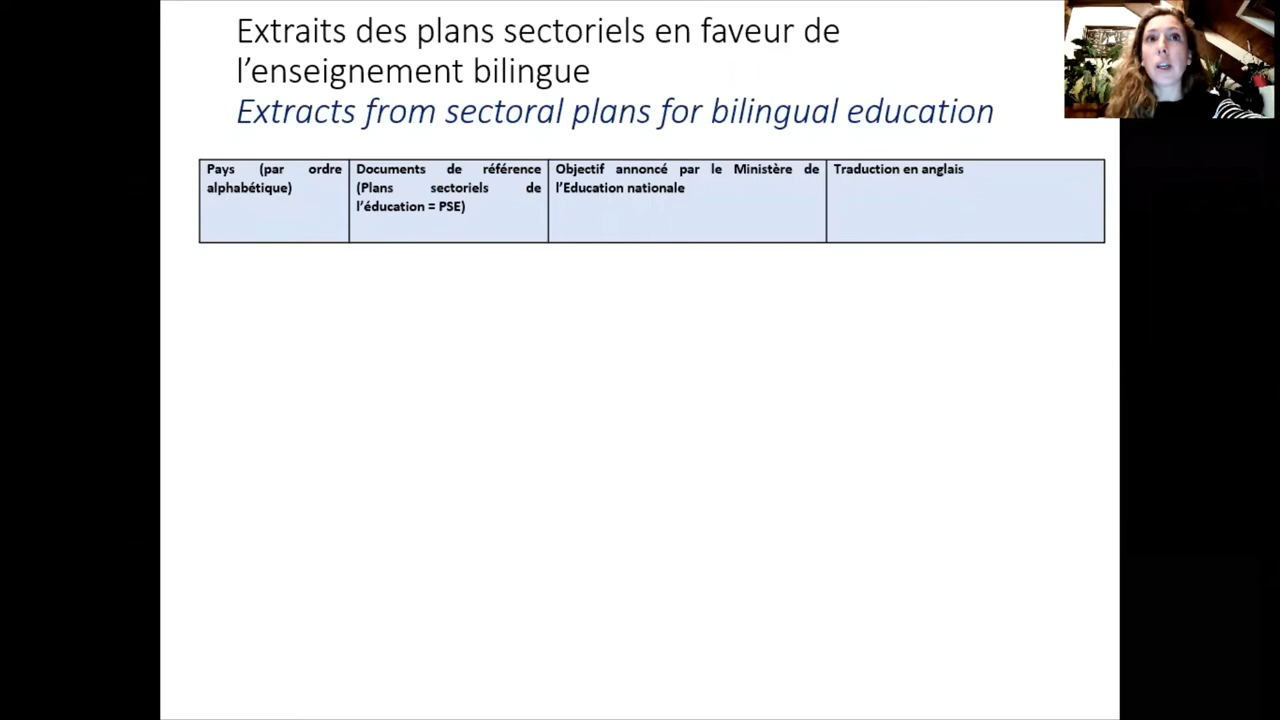 Extraits des plans sectoriels en faveur de
l’enseignement bilingue
Extracts from sectoral plans for bilingual education
Pays (par ordre
alphabétique)
Documents de référence
(Plans sectoriels de
l’éducation = PSE)
Objectif annoncé par le Ministère de
l’Education nationale
Traduction en anglais